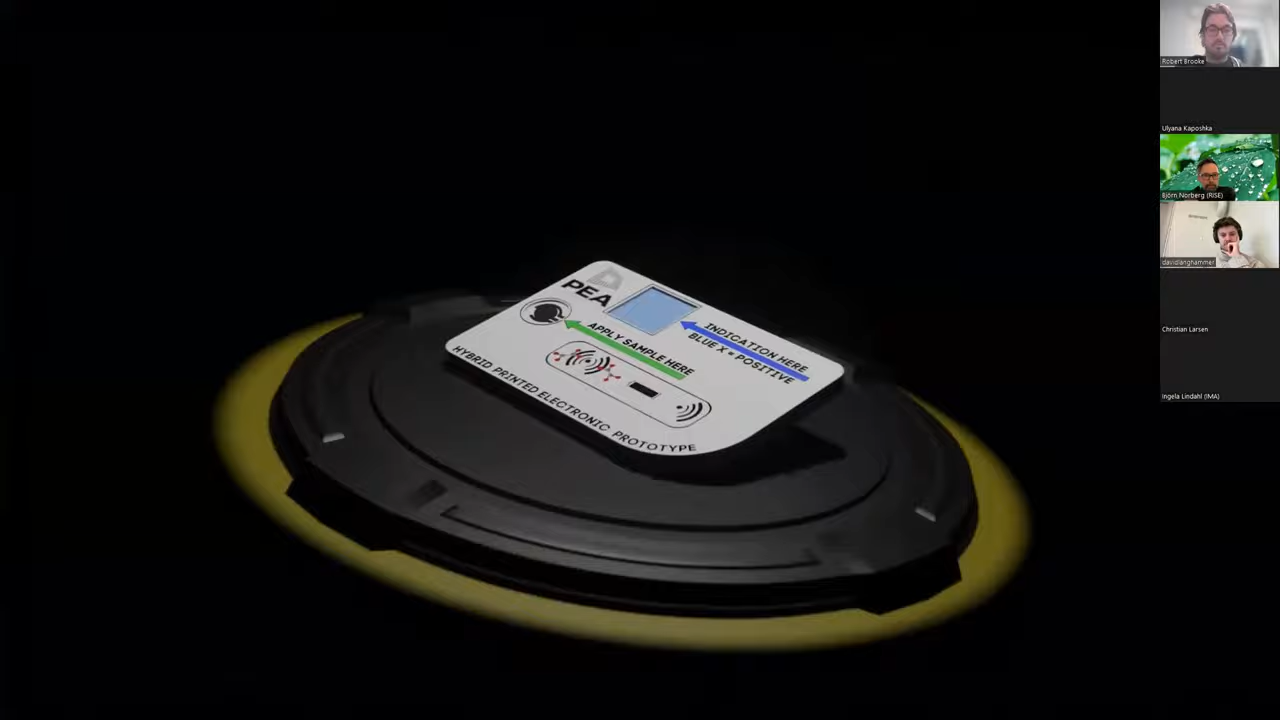 DPEA
INDICATION HERE
BLUE X = POSITIVE
APPLY SAMPLE HERE
HYBRID PRINTED ELECTRONIC PROTOTYPE
Robert Brooke
Ulyana Kaposhka
Björn Norberg (RISE)
davidlanghammer
Christian Larsen
Ingela Lindahl (IMA)